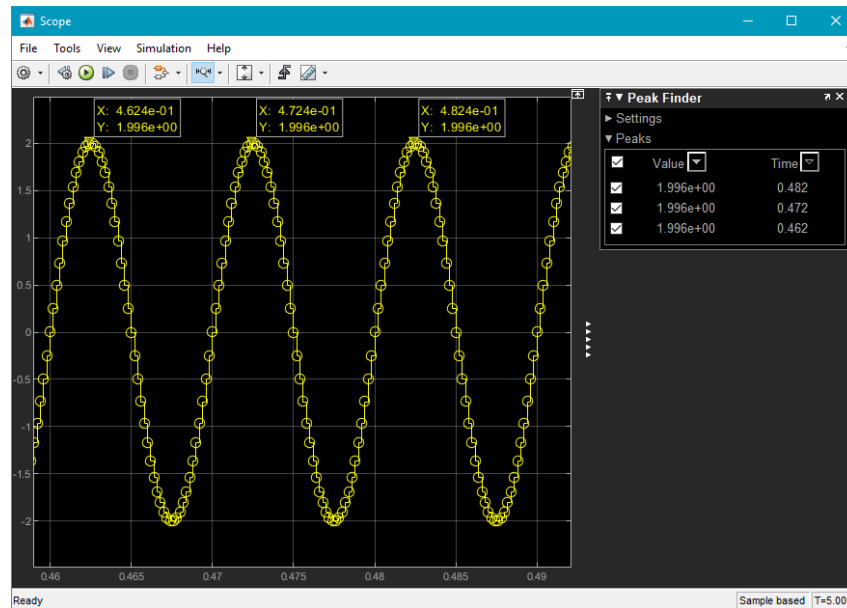 Scope
File Tools View Simulation Help
X: 4.624e-01
Y: 1.996e+00
X: 4.724e-01
Y: 1.996e+00
X: 4.824e-01
Y: 1.996e+00
2
1.5
1
0.5
0
-0.5
-1
-1.5
-2
0.46 0.465 0.47 0.475 0.48 0.485 0.49
Peak Finder
Settings
Peaks
Value Time
1.996e+00 0.482
1.996e+00 0.472
1.996e+00 0.462
Ready Sample based T=5.00